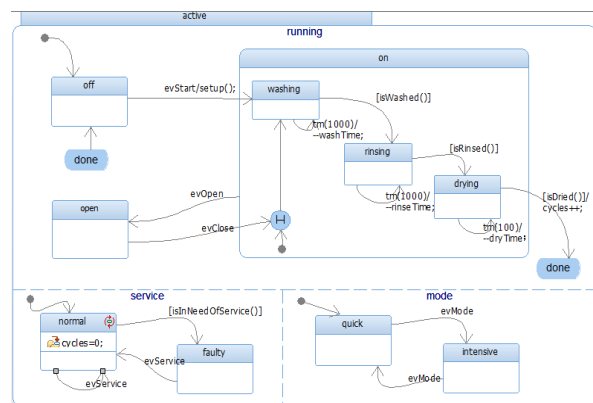 active
running
on
off
evStart/setup();
washing
[isWashed()]
tm(1000)/
--washTime;
rinsing
[isRinsed()]
tm(1000)/
--rinseTime;
drying
[isDried()]/
cycles++;
tm(100)/
--dryTime;
done
done
open
evOpen
evClose
H
service
normal
cycles=0;
[isInNeedOfService()]
faulty
evService
evService
mode
quick
evMode
intensive
evMode